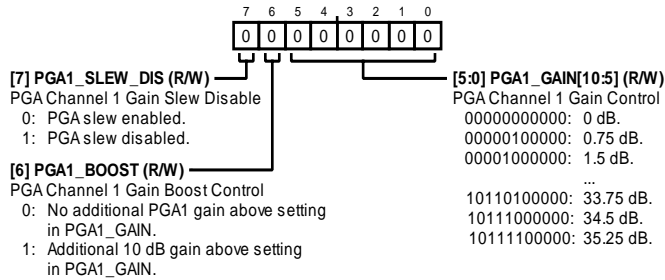 7 6 5 4 3 2 1 0
0 0 0 0 0 0 0 0
[7] PGA1_SLEW_DIS (R/W)
PGA Channel 1 Gain Slew Disable
0: PGA slew enabled.
1: PGA slew disabled.
[6] PGA1_BOOST (R/W)
PGA Channel 1 Gain Boost Control
0: No additional PGA1 gain above setting
in PGA1_GAIN.
1: Additional 10 dB gain above setting
in PGA1_GAIN.
[5:0] PGA1_GAIN[10:5] (R/W)
PGA Channel 1 Gain Control
00000000000: 0 dB.
00000100000: 0.75 dB.
00001000000: 1.5 dB.
...
10110100000: 33.75 dB.
10111000000: 34.5 dB.
10111100000: 35.25 dB.